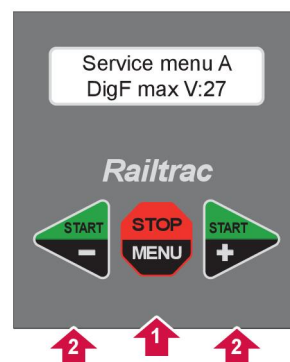 Service menu A
DigF max V:27
Railtrac
START
-
STOP
MENU
START
+
2
1
2